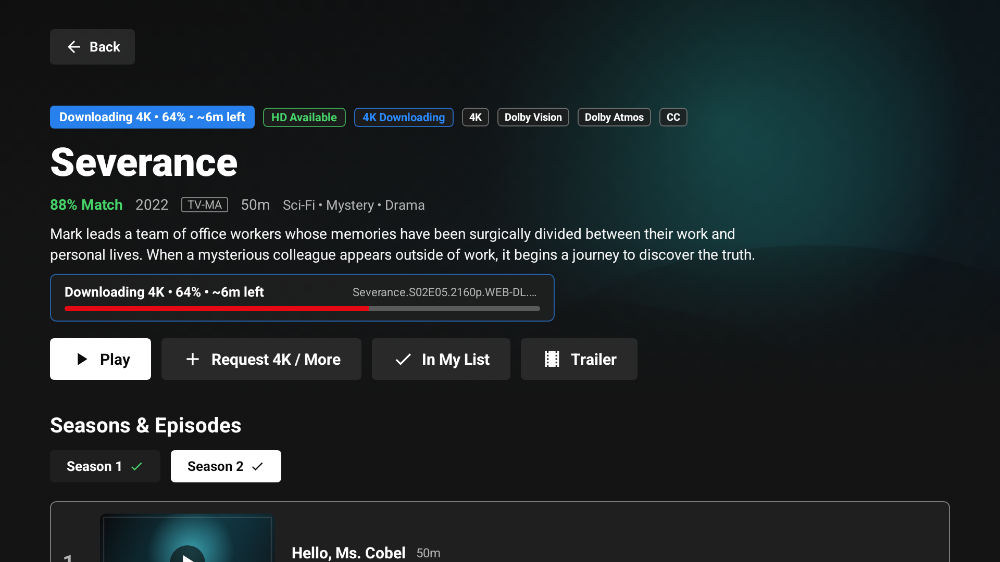 Back
Downloading 4K • 64% • ~6m left HD Available 4K Downloading 4K Dolby Vision Dolby Atmos CC
Severance
88% Match 2022 TV-MA 50m Sci-Fi • Mystery • Drama
Mark leads a team of office workers whose memories have been surgically divided between their work and
personal lives. When a mysterious colleague appears outside of work, it begins a journey to discover the truth.
Downloading 4K • 64% • ~6m left Severance.S02E05.2160p.WEB-DL....
Play Request 4K / More In My List Trailer
Seasons & Episodes
Season 1 Season 2
1 Hello, Ms. Cobel 50m